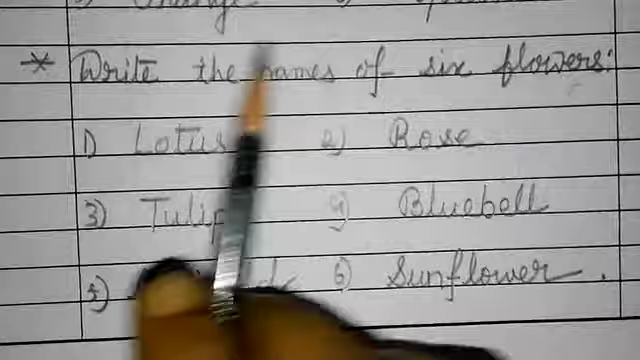 * Write the names of six flowers:
1) Lotus 2) Rose
3) Tulip 4) Bluebell
5) 6) Sunflower.